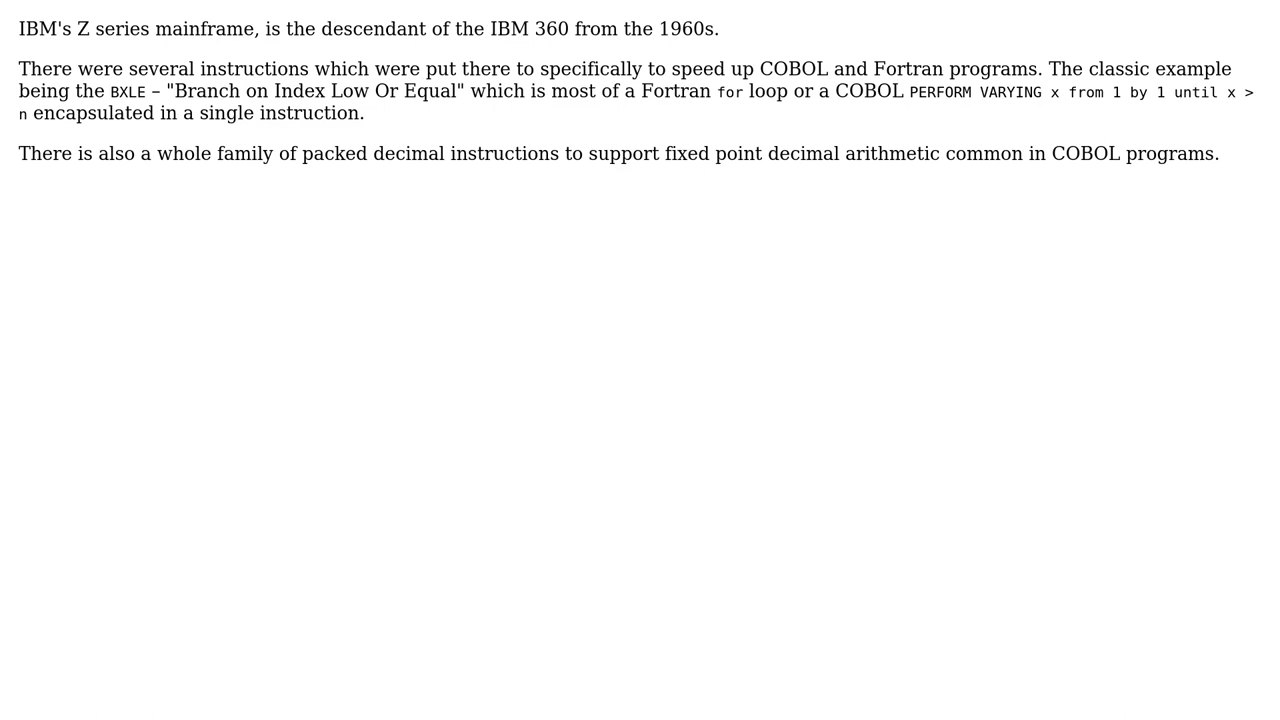 IBM's Z series mainframe, is the descendant of the IBM 360 from the 1960s.
There were several instructions which were put there to specifically to speed up COBOL and Fortran programs. The classic example
being the BXLE – "Branch on Index Low Or Equal" which is most of a Fortran for loop or a COBOL PERFORM VARYING x from 1 by 1 until x >
n encapsulated in a single instruction.
There is also a whole family of packed decimal instructions to support fixed point decimal arithmetic common in COBOL programs.